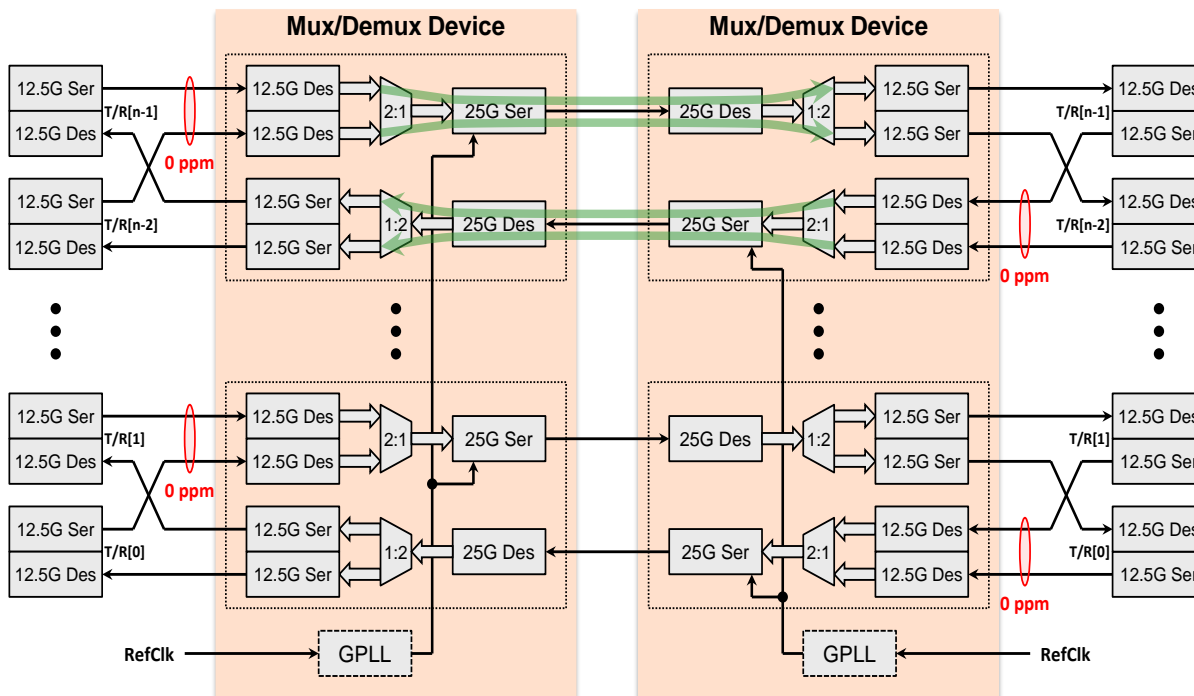 Mux/Demux Device
Mux/Demux Device
12.5G Ser
12.5G Des
T/R[n-1]
0 ppm
12.5G Ser
12.5G Des
T/R[n-2]
12.5G Des
12.5G Des
2:1
25G Ser
12.5G Ser
12.5G Ser
1:2
25G Des
25G Des
1:2
12.5G Ser
12.5G Ser
25G Ser
2:1
12.5G Des
12.5G Des
12.5G Des
12.5G Ser
T/R[n-1]
12.5G Des
12.5G Ser
T/R[n-2]
0 ppm
12.5G Ser
12.5G Des
T/R[1]
0 ppm
12.5G Ser
12.5G Des
T/R[0]
12.5G Des
12.5G Des
2:1
25G Ser
12.5G Ser
12.5G Ser
1:2
25G Des
25G Des
1:2
12.5G Ser
12.5G Ser
25G Ser
2:1
12.5G Des
12.5G Des
12.5G Des
12.5G Ser
T/R[1]
12.5G Des
12.5G Ser
T/R[0]
0 ppm
RefClk
GPLL
GPLL
RefClk